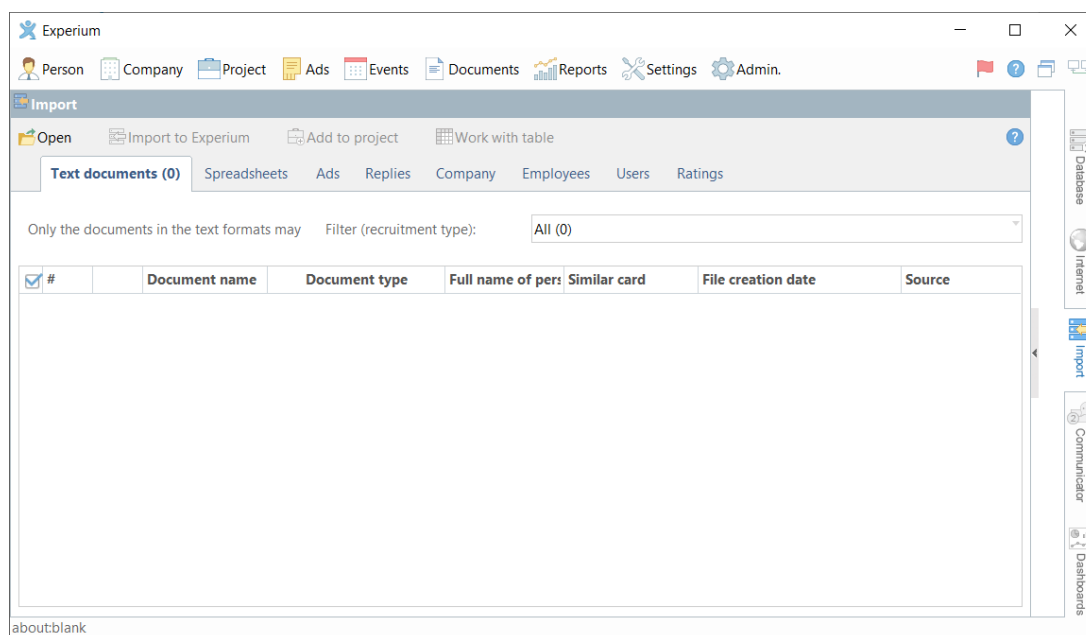 Experium
Person Company Project Ads Events Documents Reports Settings Admin.
Import
Open Import to Experium Add to project Work with table
Text documents (0) Spreadsheets Ads Replies Company Employees Users Ratings
Only the documents in the text formats may Filter (recruitment type): All (0)
# Document name Document type Full name of pers Similar card File creation date Source
Database
Internet
Import
2
Communicator
Dashboards
about:blank